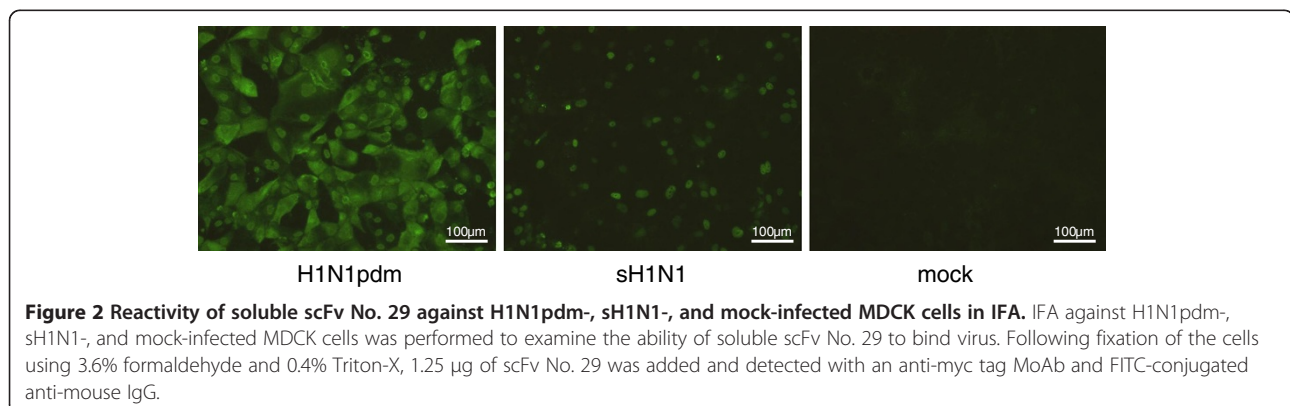 100μm 100μm 100μm
H1N1pdm sH1N1 mock
Figure 2 Reactivity of soluble scFv No. 29 against H1N1pdm-, sH1N1-, and mock-infected MDCK cells in IFA. IFA against H1N1pdm-,
sH1N1-, and mock-infected MDCK cells was performed to examine the ability of soluble scFv No. 29 to bind virus. Following fixation of the cells
using 3.6% formaldehyde and 0.4% Triton-X, 1.25 μg of scFv No. 29 was added and detected with an anti-myc tag MoAb and FITC-conjugated
anti-mouse IgG.